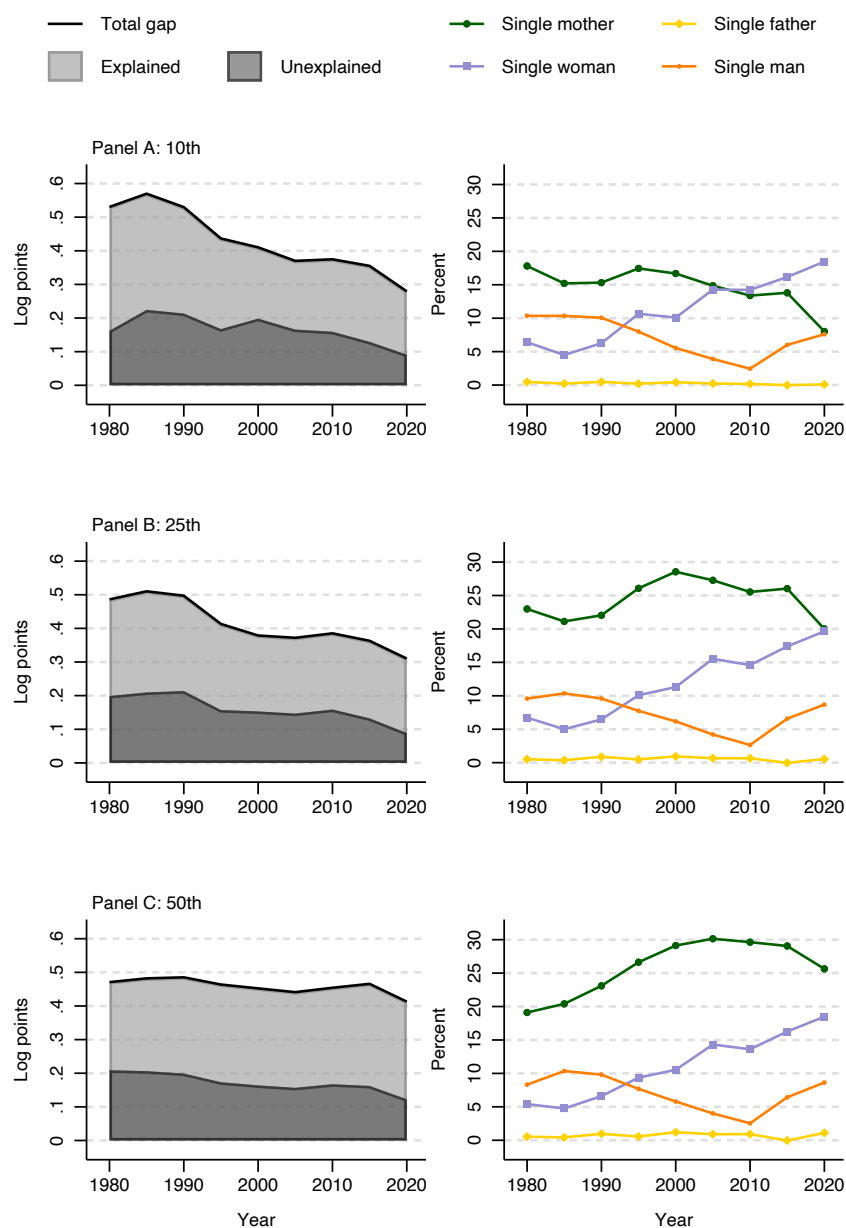 Total gap
Explained Unexplained
Single mother Single father
Single woman Single man
Panel A: 10th
Log points
.6
.5
.4
.3
.2
.1
0
1980 1990 2000 2010 2020
Percent
30
25
20
15
10
5
0
1980 1990 2000 2010 2020
Panel B: 25th
Log points
.6
.5
.4
.3
.2
.1
0
1980 1990 2000 2010 2020
Percent
30
25
20
15
10
5
0
1980 1990 2000 2010 2020
Panel C: 50th
Log points
.6
.5
.4
.3
.2
.1
0
1980 1990 2000 2010 2020
Year
Percent
30
25
20
15
10
5
0
1980 1990 2000 2010 2020
Year